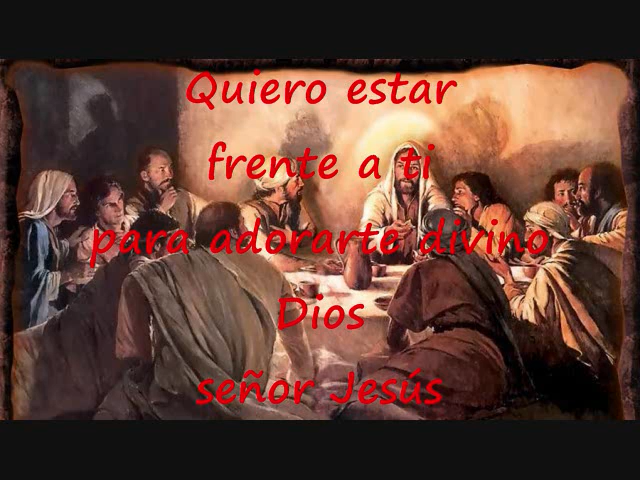 Quiero estar
frente a ti
para adorarte divino
Dios
señor Jesús